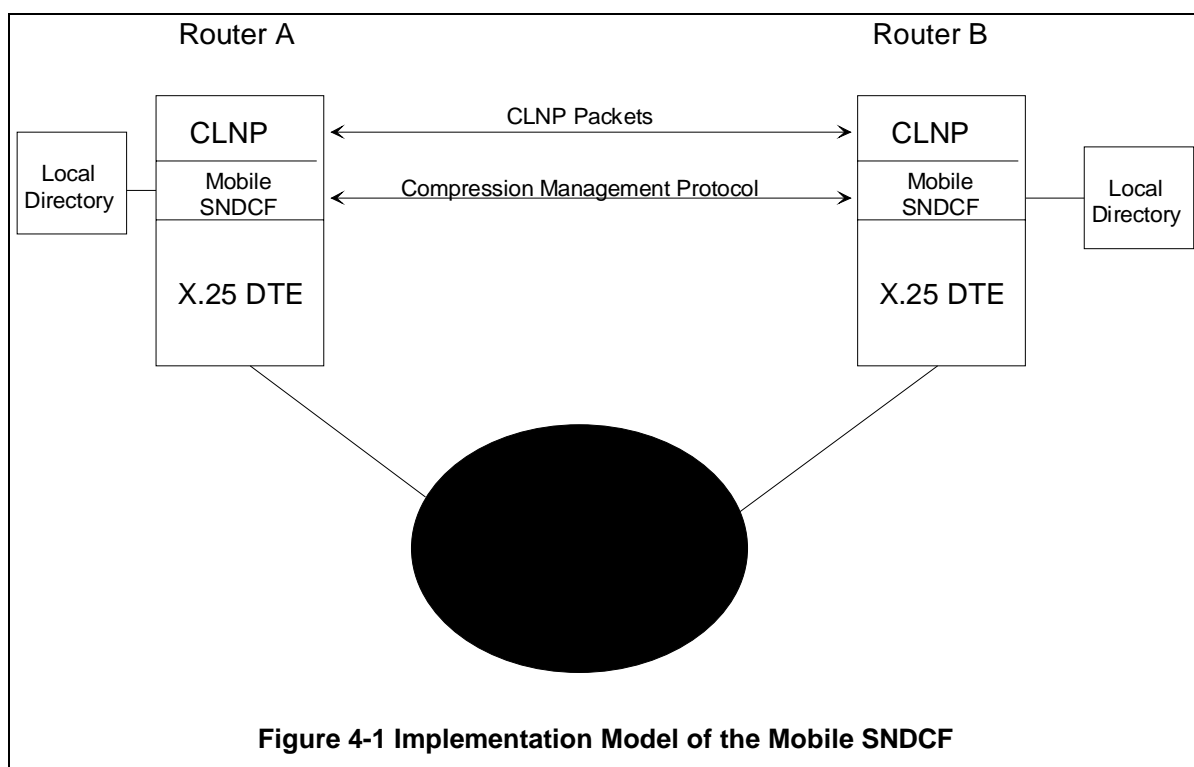 Router A
Router B
CLNP
CLNP Packets
CLNP
Local
Directory
Mobile
SNDCF
Compression Management Protocol
Mobile
SNDCF
Local
Directory
X.25 DTE
X.25 DTE
Figure 4-1 Implementation Model of the Mobile SNDCF